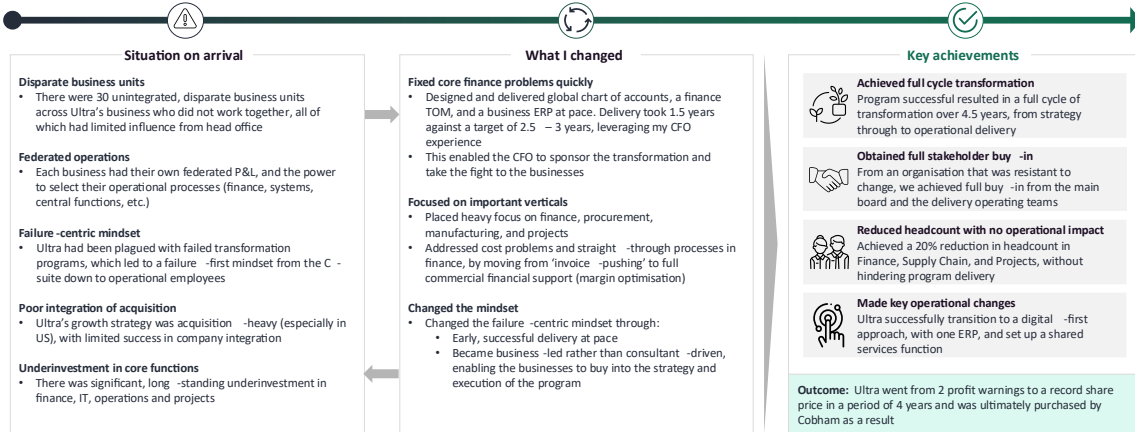 Situation on arrival
Disparate business units
• There were 30 unintegrated, disparate business units
across Ultra's business who did not work together, all of
which had limited influence from head office
Federated operations
• Each business had their own federated P&L, and the power
to select their operational processes (finance, systems,
central functions, etc.)
Failure -centric mindset
• Ultra had been plagued with failed transformation
programs, which led to a failure -first mindset from the C -
suite down to operational employees
Poor integration of acquisition
• Ultra's growth strategy was acquisition -heavy (especially in
US), with limited success in company integration
Underinvestment in core functions
• There was significant, long -standing underinvestment in
finance, IT, operations and projects
What I changed
Fixed core finance problems quickly
• Designed and delivered global chart of accounts, a finance
TOM, and a business ERP at pace. Delivery took 1.5 years
against a target of 2.5 – 3 years, leveraging my CFO
experience
• This enabled the CFO to sponsor the transformation and
take the fight to the businesses
Focused on important verticals
• Placed heavy focus on finance, procurement,
manufacturing, and projects
• Addressed cost problems and straight -through processes in
finance, by moving from 'invoice -pushing' to full
commercial financial support (margin optimisation)
Changed the mindset
• Changed the failure -centric mindset through:
• Early, successful delivery at pace
• Became business -led rather than consultant -driven,
enabling the businesses to buy into the strategy and
execution of the program
Key achievements
Achieved full cycle transformation
Program successful resulted in a full cycle of
transformation over 4.5 years, from strategy
through to operational delivery
Obtained full stakeholder buy -in
From an organisation that was resistant to
change, we achieved full buy -in from the main
board and the delivery operating teams
Reduced headcount with no operational impact
Achieved a 20% reduction in headcount in
Finance, Supply Chain, and Projects, without
hindering program delivery
Made key operational changes
Ultra successfully transition to a digital -first
approach, with one ERP, and set up a shared
services function
Outcome: Ultra went from 2 profit warnings to a record share
price in a period of 4 years and was ultimately purchased by
Cobham as a result